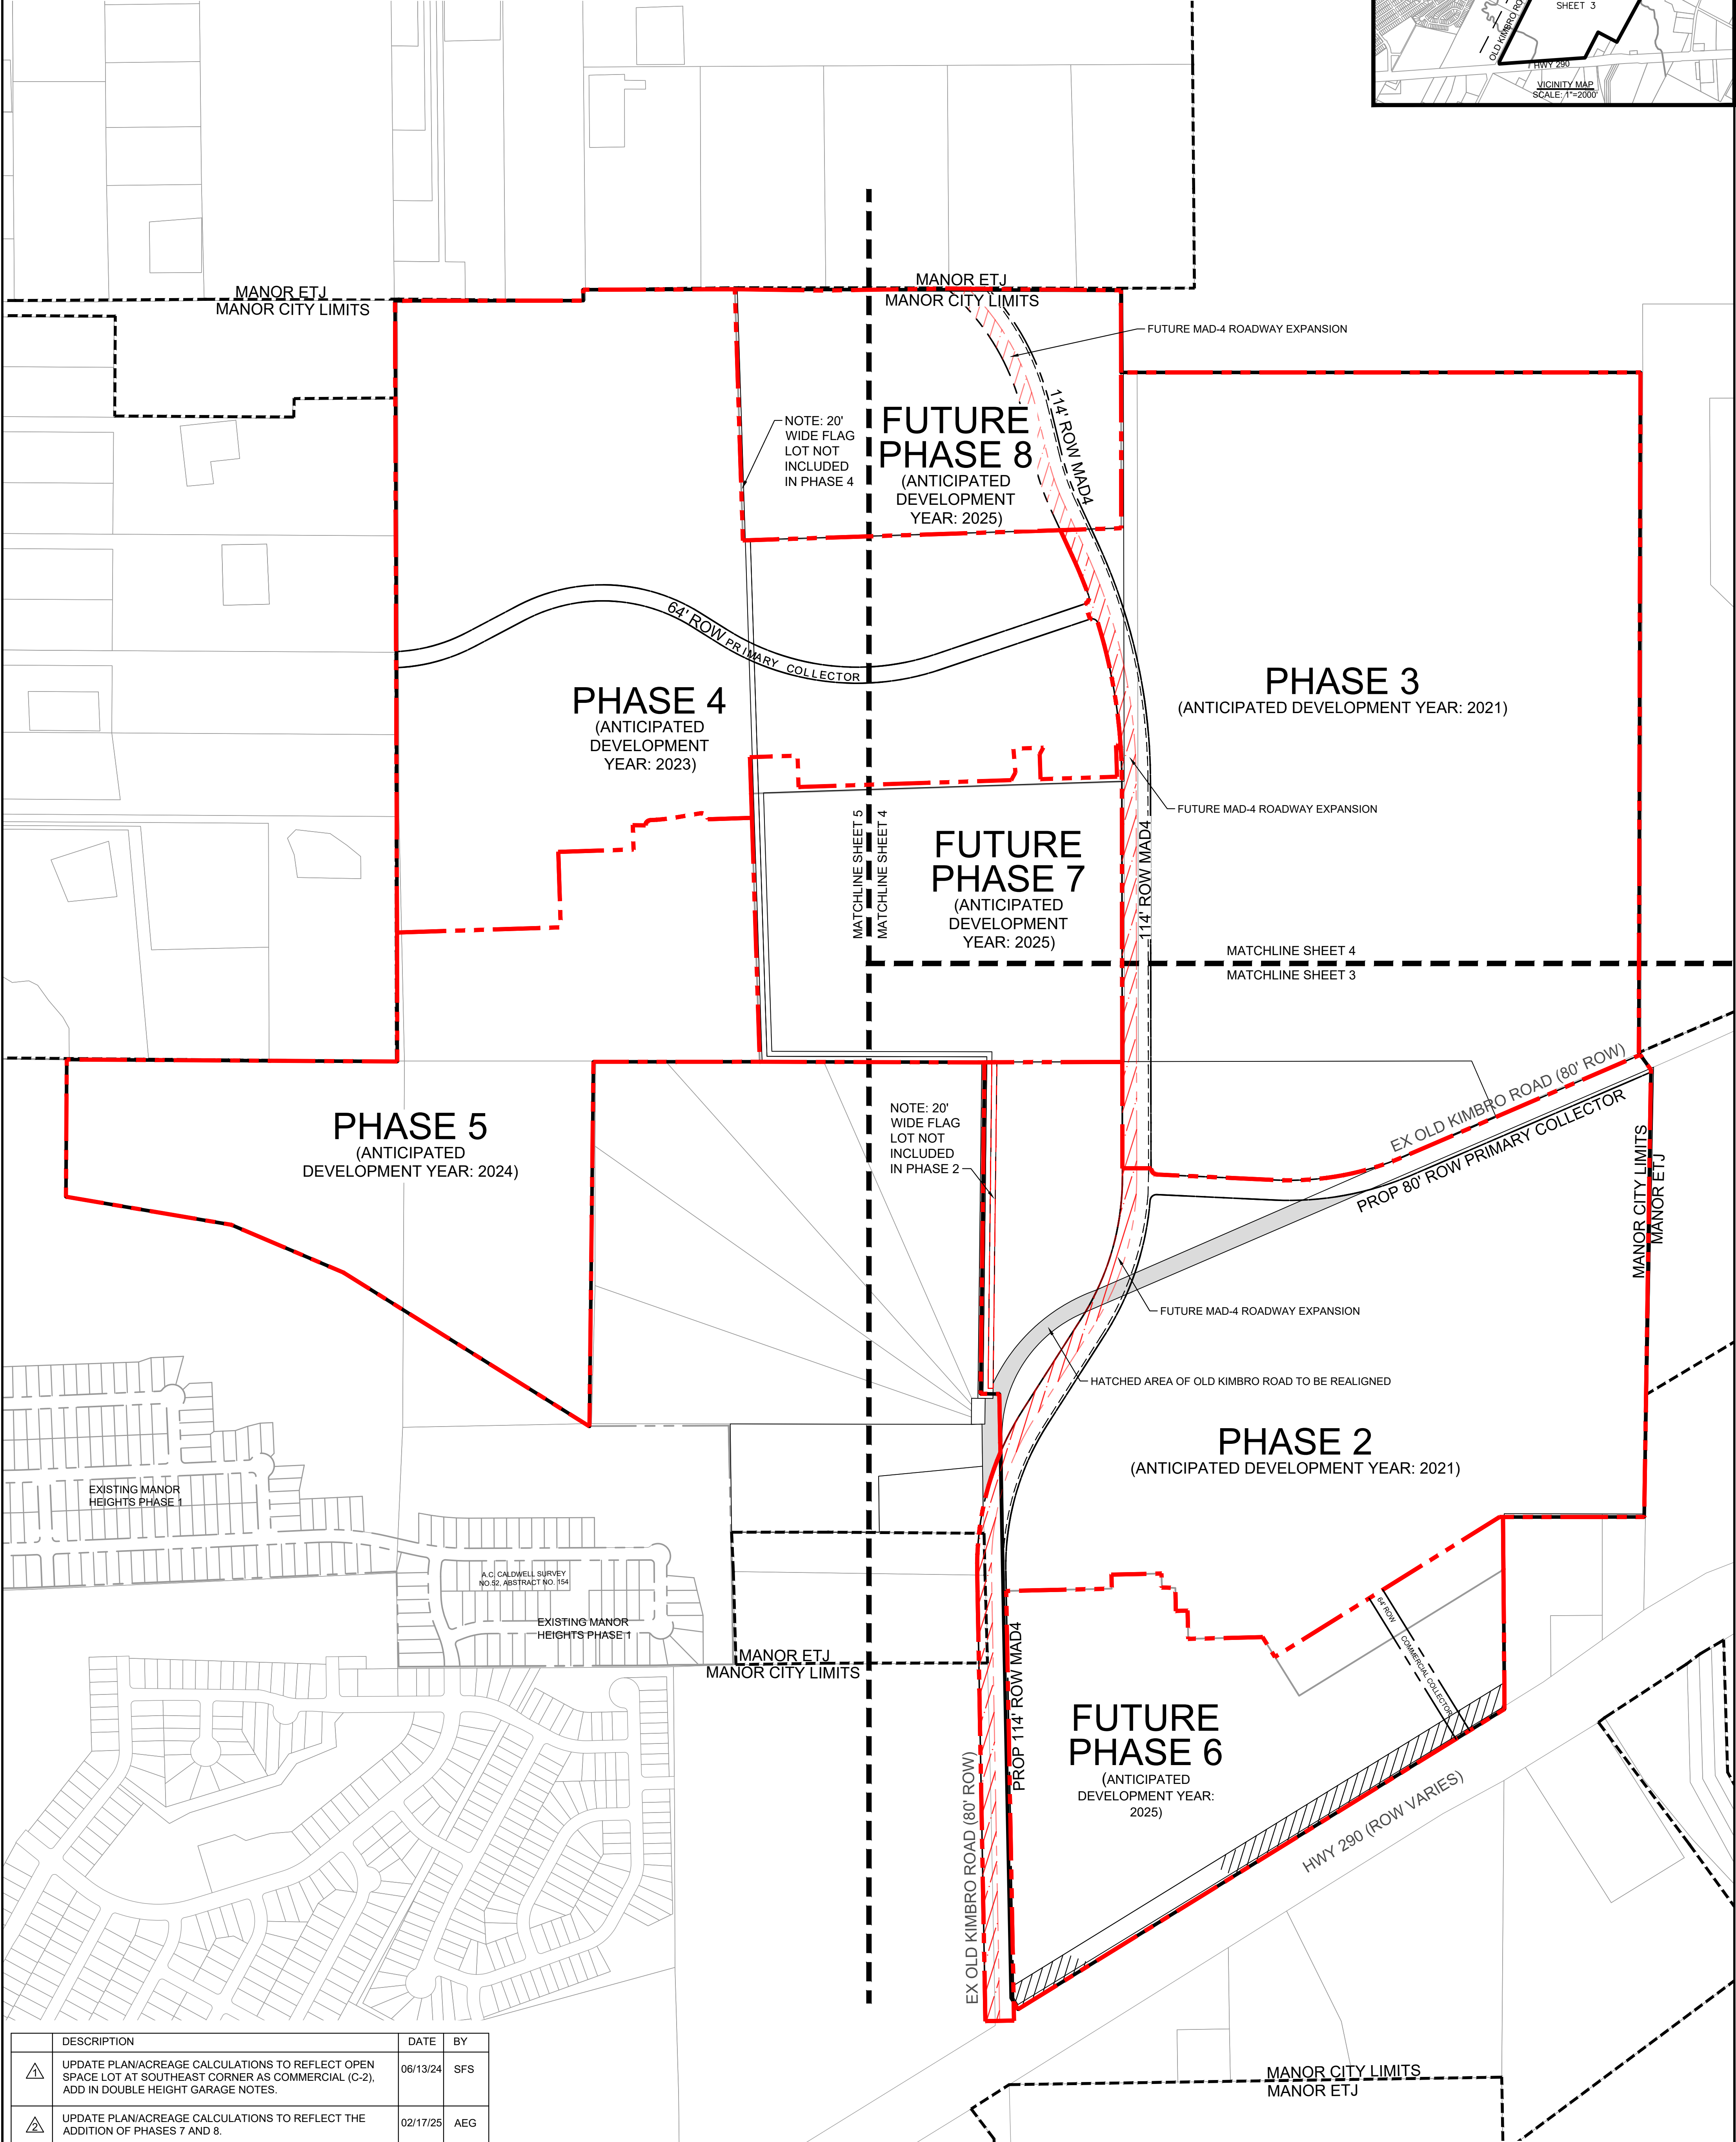 SHEET 3
OLD KIMBRO RO
HWY 290
VICINITY MAP
SCALE: 1"=2000'
MANOR ETJ
MANOR CITY LIMITS
MANOR ETJ
MANOR CITY LIMITS
FUTURE MAD-4 ROADWAY EXPANSION
114' ROW MAD4
NOTE: 20'
WIDE FLAG
LOT NOT
INCLUDED
IN PHASE 4
FUTURE
PHASE 8
(ANTICIPATED
DEVELOPMENT
YEAR: 2025)
64' ROW PRIMARY COLLECTOR
PHASE 4
(ANTICIPATED
DEVELOPMENT
YEAR: 2023)
PHASE 3
(ANTICIPATED DEVELOPMENT YEAR: 2021)
FUTURE MAD-4 ROADWAY EXPANSION
MATCHLINE SHEET 5
MATCHLINE SHEET 4
FUTURE
PHASE 7
(ANTICIPATED
DEVELOPMENT
YEAR: 2025)
114' ROW MAD4
MATCHLINE SHEET 4
MATCHLINE SHEET 3
PHASE 5
(ANTICIPATED
DEVELOPMENT YEAR: 2024)
NOTE: 20'
WIDE FLAG
LOT NOT
INCLUDED
IN PHASE 2
EX OLD KIMBRO ROAD (80' ROW)
PROP 80' ROW PRIMARY COLLECTOR
MANOR CITY LIMITS
MANOR ETJ
FUTURE MAD-4 ROADWAY EXPANSION
HATCHED AREA OF OLD KIMBRO ROAD TO BE REALIGNED
PHASE 2
(ANTICIPATED DEVELOPMENT YEAR: 2021)
EXISTING MANOR
HEIGHTS PHASE 1
A.C. CALDWELL SURVEY
NO.52, ABSTRACT NO. 154
EXISTING MANOR
HEIGHTS PHASE 1
MANOR ETJ
MANOR CITY LIMITS
PROP 114' ROW MAD4
64' ROW COMMERCIAL COLLECTOR
FUTURE
PHASE 6
(ANTICIPATED
DEVELOPMENT YEAR:
2025)
EX OLD KIMBRO ROAD (80' ROW)
HWY 290 (ROW VARIES)
MANOR CITY LIMITS
MANOR ETJ
DESCRIPTION DATE BY
1 UPDATE PLAN/ACREAGE CALCULATIONS TO REFLECT OPEN
SPACE LOT AT SOUTHEAST CORNER AS COMMERCIAL (C-2),
ADD IN DOUBLE HEIGHT GARAGE NOTES.
06/13/24 SFS
2 UPDATE PLAN/ACREAGE CALCULATIONS TO REFLECT THE
ADDITION OF PHASES 7 AND 8.
02/17/25 AEG